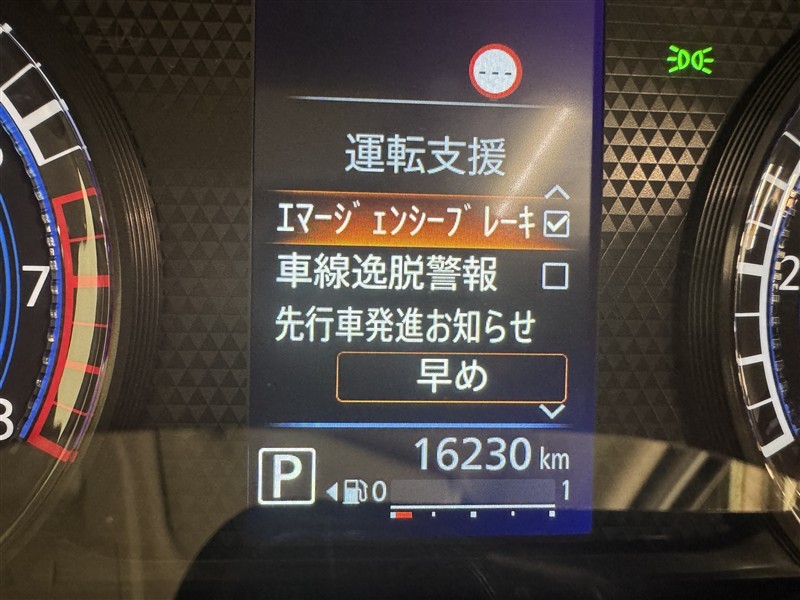 ---
運転支援
エマージェンシーブレーキ
車線逸脱警報
先行車発進お知らせ
早め
16230 km
P
0
1
7
8
2